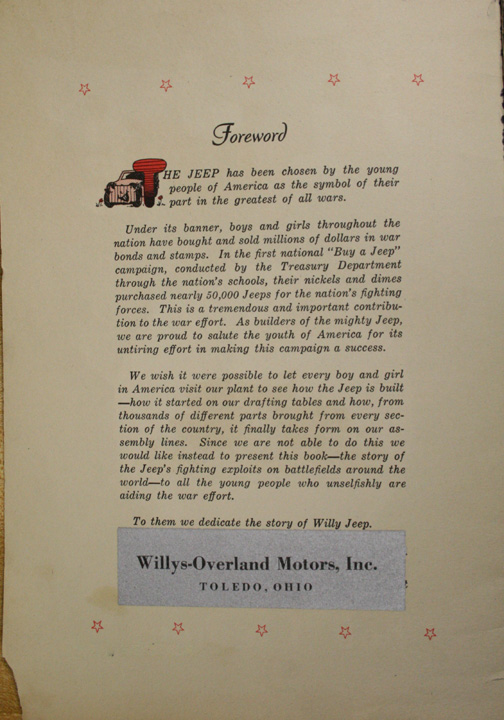 Foreword
THE JEEP has been chosen by the young
people of America as the symbol of their
part in the greatest of all wars.
Under its banner, boys and girls throughout the
nation have bought and sold millions of dollars in war
bonds and stamps. In the first national "Buy a Jeep"
campaign, conducted by the Treasury Department
through the nation's schools, their nickels and dimes
purchased nearly 50,000 Jeeps for the nation's fighting
forces. This is a tremendous and important contribu-
tion to the war effort. As builders of the mighty Jeep,
we are proud to salute the youth of America for its
untiring effort in making this campaign a success.
We wish it were possible to let every boy and girl
in America visit our plant to see how the Jeep is built
—how it started on our drafting tables and how, from
thousands of different parts brought from every sec-
tion of the country, it finally takes form on our as-
sembly lines. Since we are not able to do this we
would like instead to present this book—the story of
the Jeep's fighting exploits on battlefields around the
world—to all the young people who unselfishly are
aiding the war effort.
To them we dedicate the story of Willy Jeep.
Willys-Overland Motors, Inc.
TOLEDO, OHIO